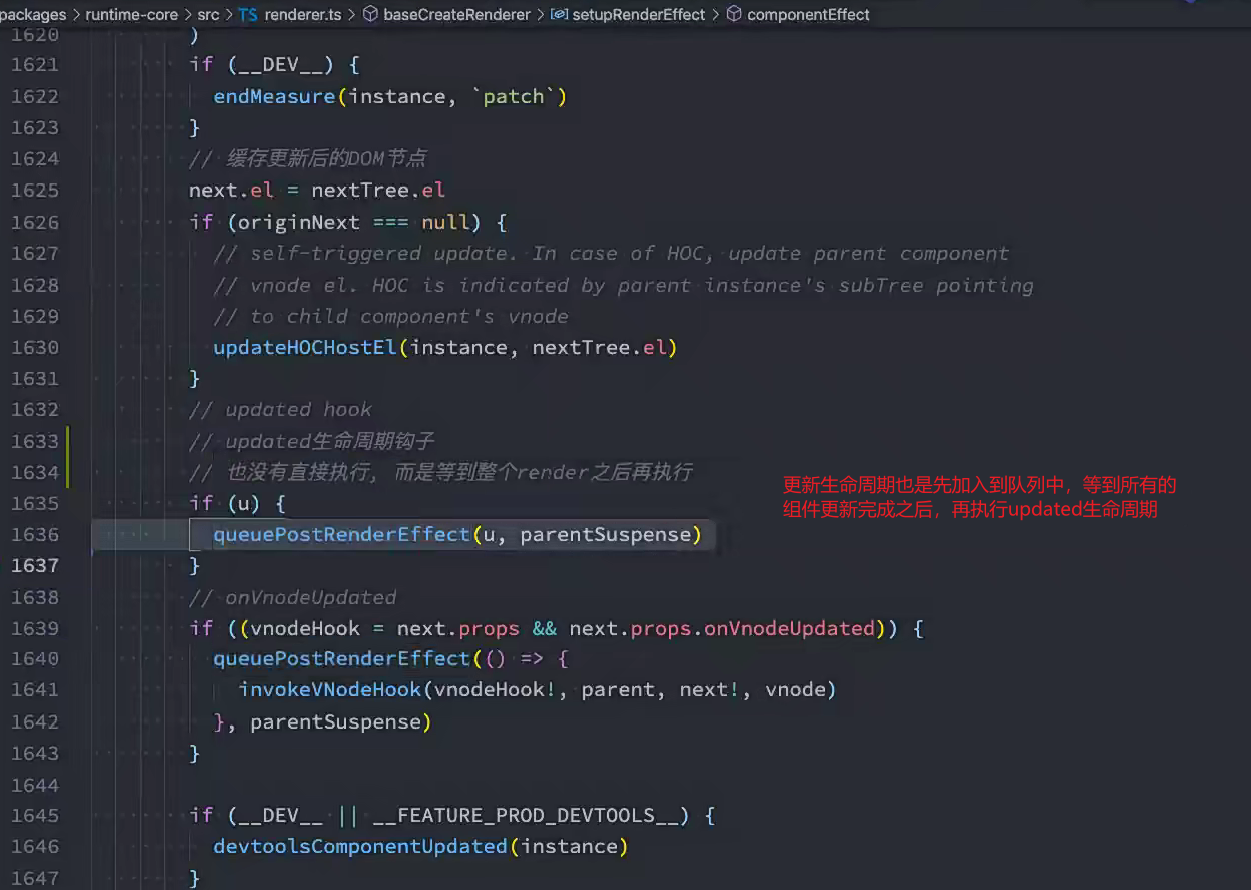 packages > runtime-core > src > TS renderer.ts > baseCreateRenderer > setupRenderEffect > componentEffect
1620 )
1621 if (__DEV__) {
1622 endMeasure(instance, `patch`)
1623 }
1624 // 缓存更新后的DOM节点
1625 next.el = nextTree.el
1626 if (originNext === null) {
1627 // self-triggered update. In case of HOC, update parent component
1628 // vnode el. HOC is indicated by parent instance's subTree pointing
1629 // to child component's vnode
1630 updateHOCHostEl(instance, nextTree.el)
1631 }
1632 // updated hook
1633 // updated生命周期钩子
1634 // 也没有直接执行, 而是等到整个render之后再执行
1635 if (u) {
更新生命周期也是先加入到队列中，等到所有的
组件更新完成之后，再执行updated生命周期
1636 queuePostRenderEffect(u, parentSuspense)
1637 }
1638 // onVnodeUpdated
1639 if ((vnodeHook = next.props && next.props.onVnodeUpdated)) {
1640 queuePostRenderEffect(() => {
1641 invokeVNodeHook(vnodeHook!, parent, next!, vnode)
1642 }, parentSuspense)
1643 }
1644
1645 if (__DEV__ || __FEATURE_PROD_DEVTOOLS__) {
1646 devtoolsComponentUpdated(instance)
1647 }